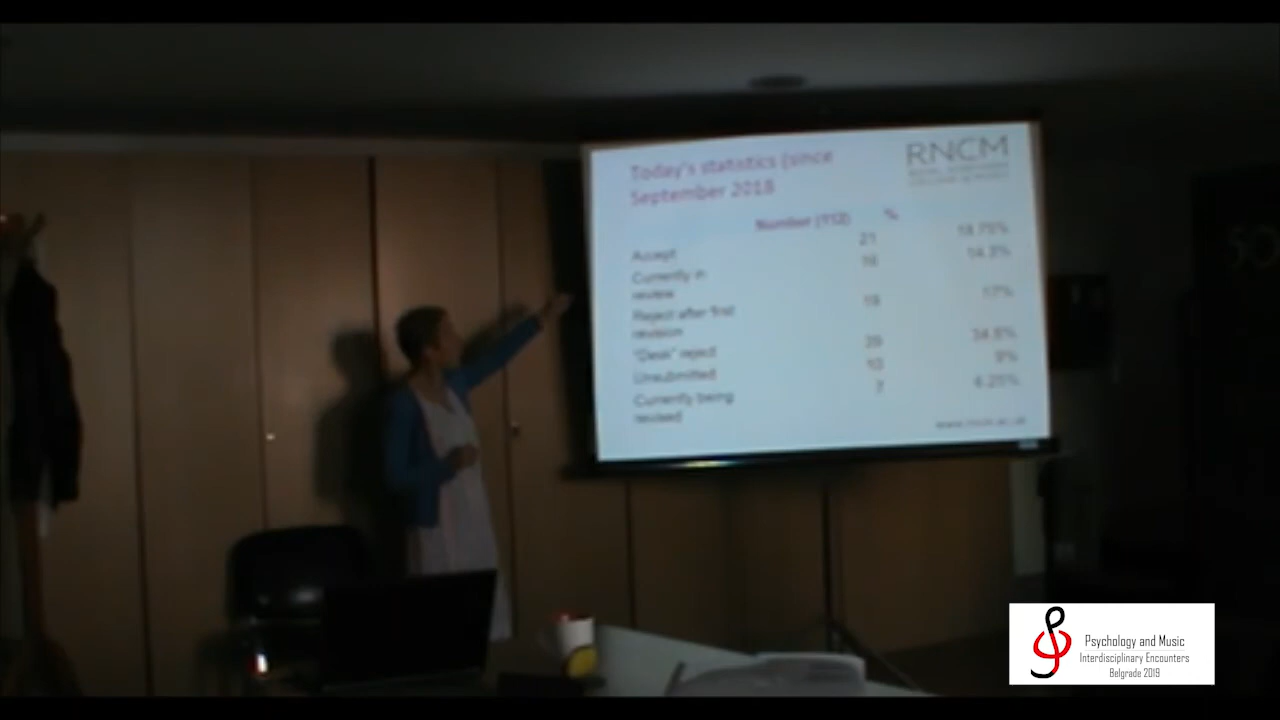 Today's statistics (since
September 2018
RNCM
Number (112) %
Accept 21 18.75%
Currently in
review 16 14.3%
Reject after first
revision 19 17%
"Desk" reject 39 34.8%
Unsubmitted 10 9%
Currently being
revised 7 6.25%
www.rncm.ac.uk
Psychology and Music
Interdisciplinary Encounters
Belgrade 2019